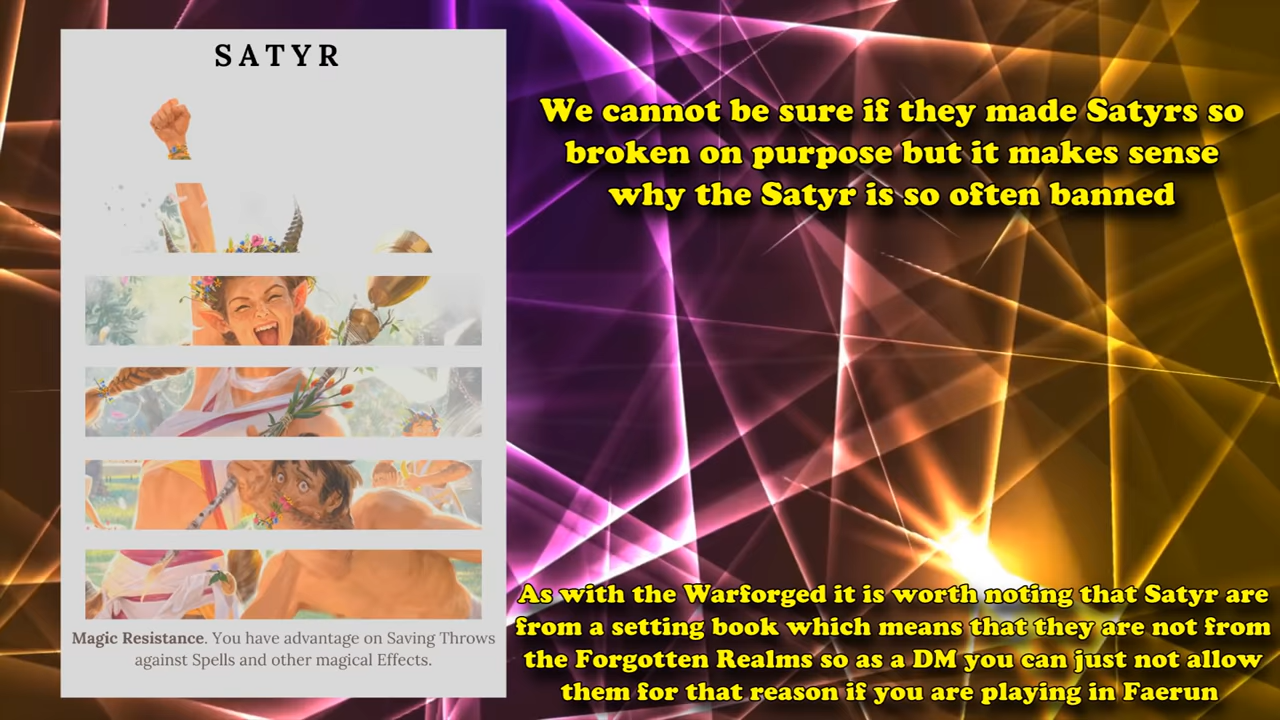 SATYR
Magic Resistance. You have advantage on Saving Throws
against Spells and other magical Effects.
We cannot be sure if they made Satyrs so
broken on purpose but it makes sense
why the Satyr is so often banned
As with the Warforged it is worth noting that Satyr are
from a setting book which means that they are not from
the Forgotten Realms so as a DM you can just not allow
them for that reason if you are playing in Faerun